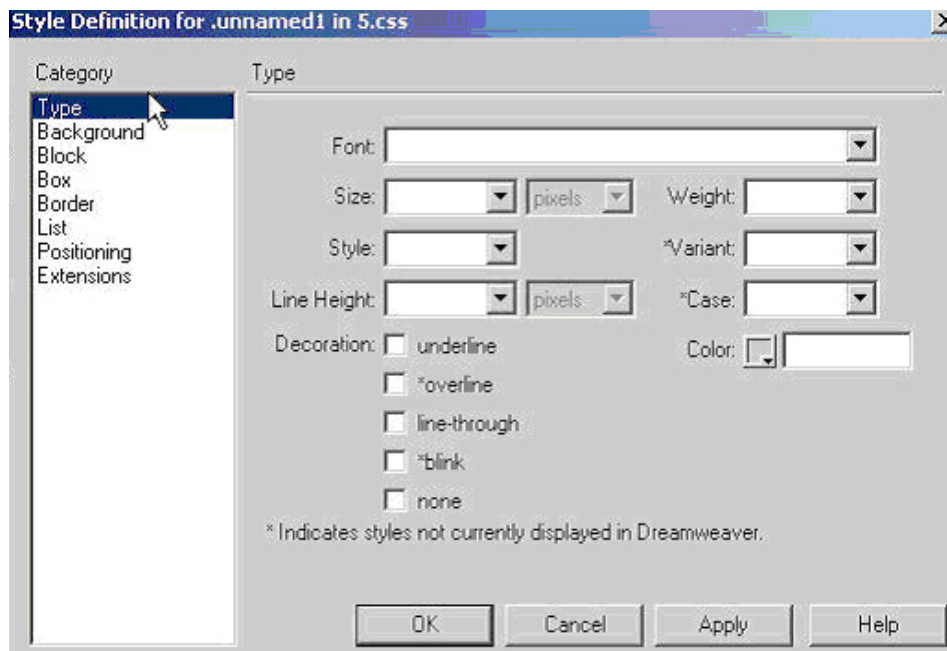 Style Definition for .unnamed1 in 5.css
Category
Type
Background
Block
Box
Border
List
Positioning
Extensions
Type
Font:
Size: pixels Weight:
Style: *Variant:
Line Height: pixels *Case:
Decoration: underline Color:
*overline
line-through
*blink
none
* Indicates styles not currently displayed in Dreamweaver.
OK Cancel Apply Help